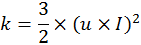 k = 3/2 × (u × I)²